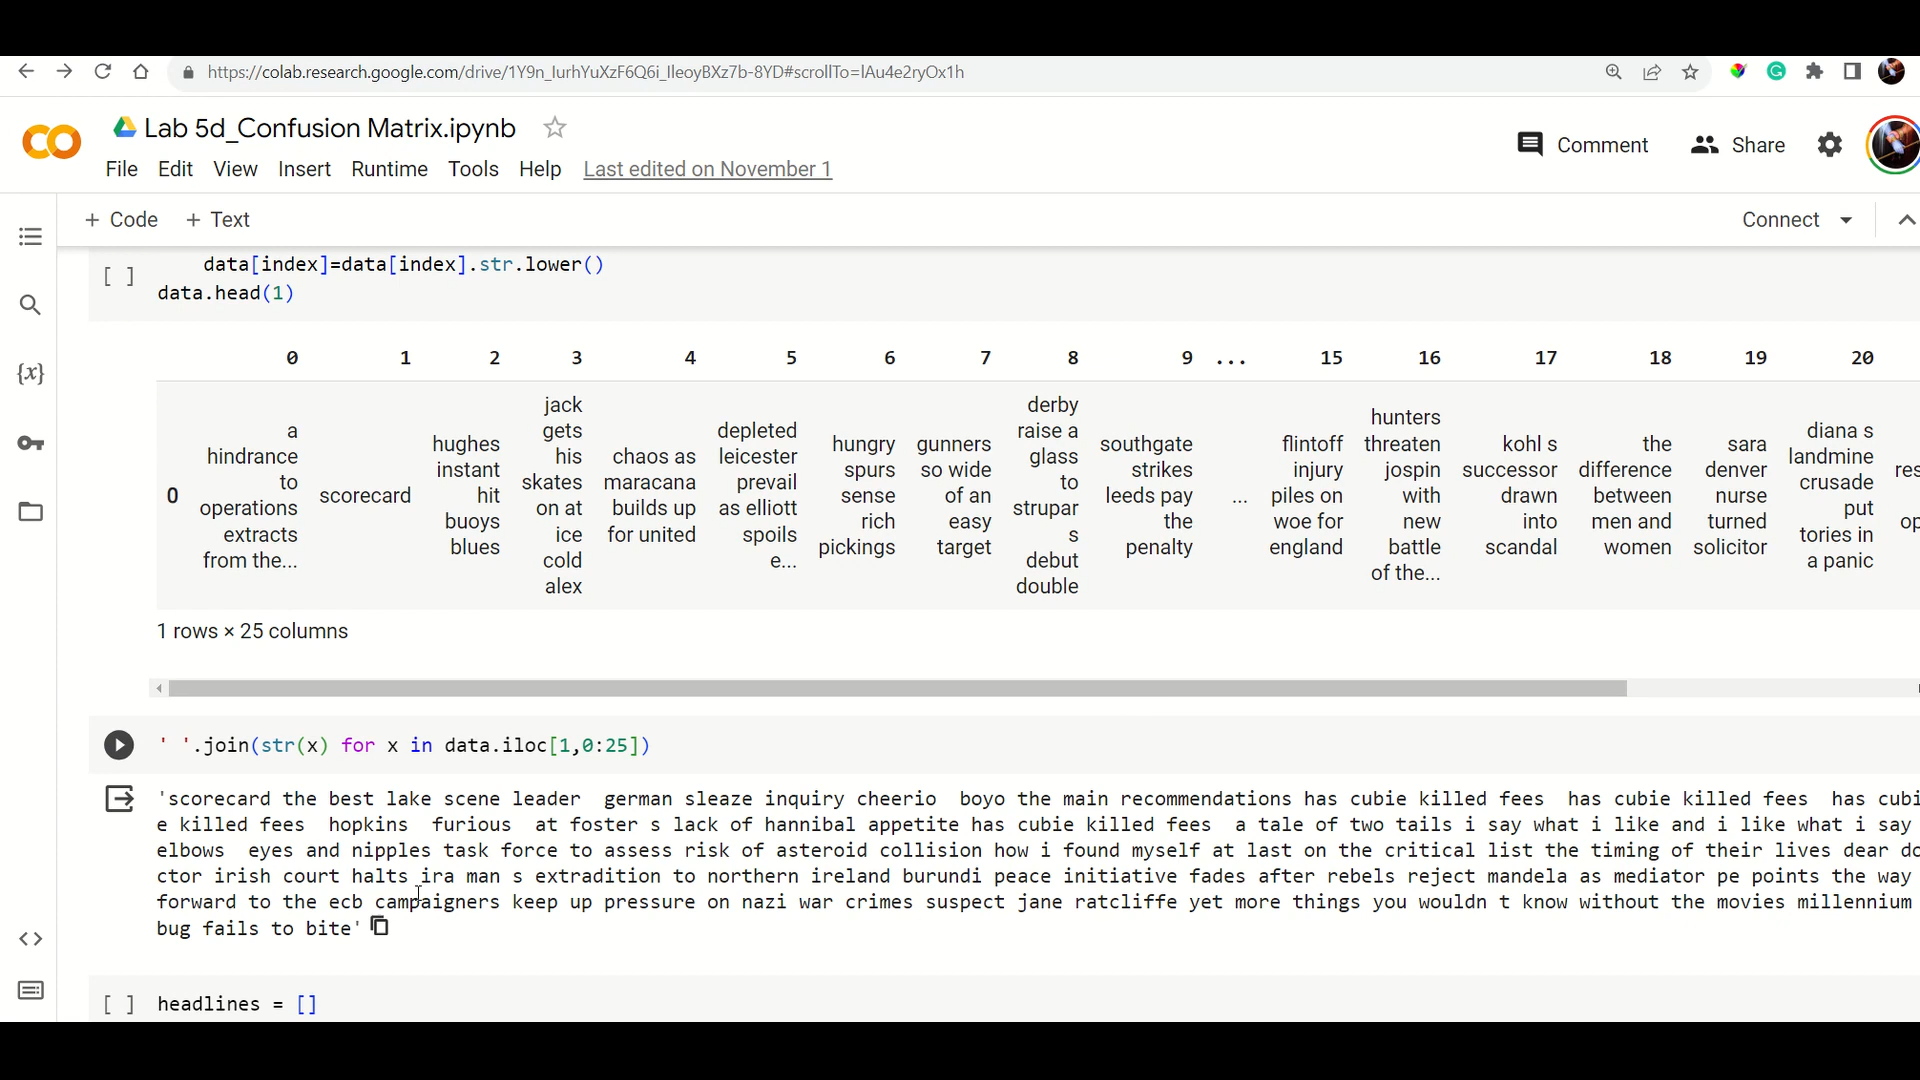 https://colab.research.google.com/drive/1Y9n_IurhYuXzF6Q6i_IleoyBXz7b-8YD#scrollTo=lAu4e2ryOx1h
Lab 5d_Confusion Matrix.ipynb
Comment
Share
File Edit View Insert Runtime Tools Help Last edited on November 1
+ Code + Text
Connect
data[index]=data[index].str.lower()
[ ]
data.head(1)
0 1 2 3 4 5 6 7 8 9 ... 15 16 17 18 19 20
0
a
hindrance
to
operations
extracts
from the...
scorecard
hughes
instant
hit
buoys
blues
jack
gets
his
skates
on at
ice
cold
alex
chaos as
maracana
builds up
for united
depleted
leicester
prevail
as elliott
spoils
e...
hungry
spurs
sense
rich
pickings
gunners
so wide
of an
easy
target
derby
raise a
glass
to
strupar
s
debut
double
southgate
strikes
leeds pay
the
penalty
...
flintoff
injury
piles on
woe for
england
hunters
threaten
jospin
with
new
battle
of the...
kohl s
successor
drawn
into
scandal
the
difference
between
men and
women
sara
denver
nurse
turned
solicitor
diana s
landmine
crusade
put
tories in
a panic
1 rows × 25 columns
' '.join(str(x) for x in data.iloc[1,0:25])
'scorecard the best lake scene leader  german sleaze inquiry cheerio  boyo the main recommendations has cubie killed fees  has cubie killed fees  has cubi
e killed fees  hopkins  furious  at foster s lack of hannibal appetite has cubie killed fees  a tale of two tails i say what i like and i like what i say
elbows  eyes and nipples task force to assess risk of asteroid collision how i found myself at last on the critical list the timing of their lives dear do
ctor irish court halts ira man s extradition to northern ireland burundi peace initiative fades after rebels reject mandela as mediator pe points the way
forward to the ecb campaigners keep up pressure on nazi war crimes suspect jane ratcliffe yet more things you wouldn t know without the movies millennium
bug fails to bite'
[ ] headlines = []